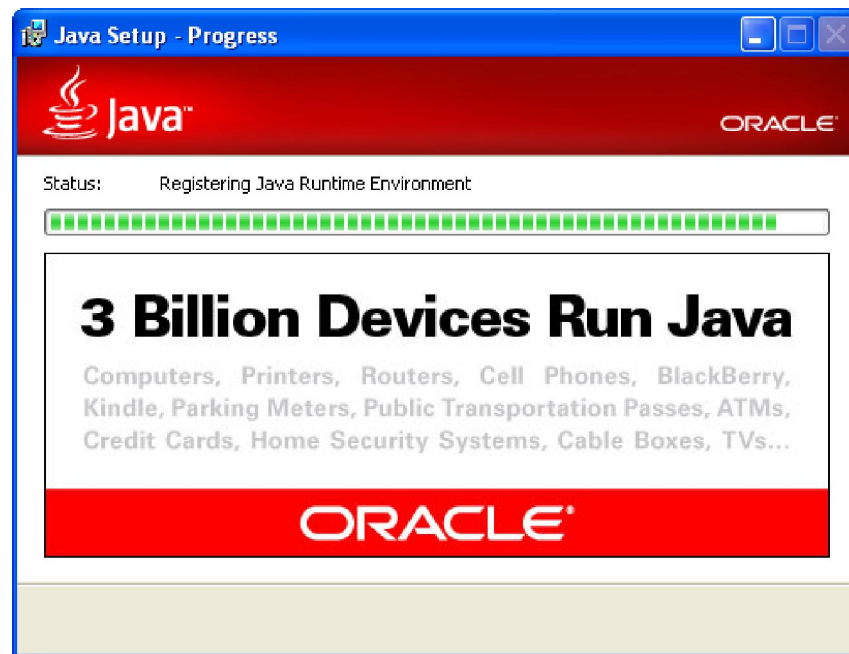 Java Setup - Progress
Java™
ORACLE®
Status: Registering Java Runtime Environment
3 Billion Devices Run Java
Computers, Printers, Routers, Cell Phones, BlackBerry,
Kindle, Parking Meters, Public Transportation Passes, ATMs,
Credit Cards, Home Security Systems, Cable Boxes, TVs...
ORACLE®